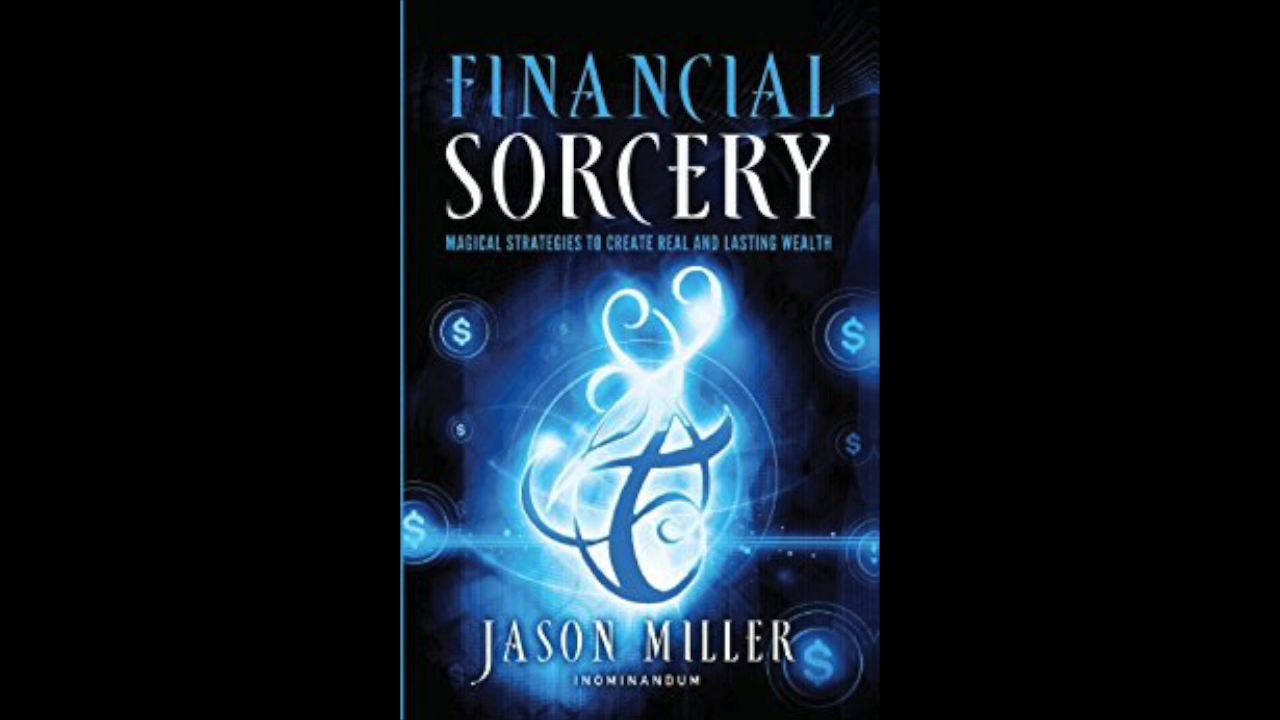 FINANCIAL
SORCERY
MAGICAL STRATEGIES TO CREATE REAL AND LASTING WEALTH
$ $
$ $
$
$
JASON MILLER
INOMINANDUM